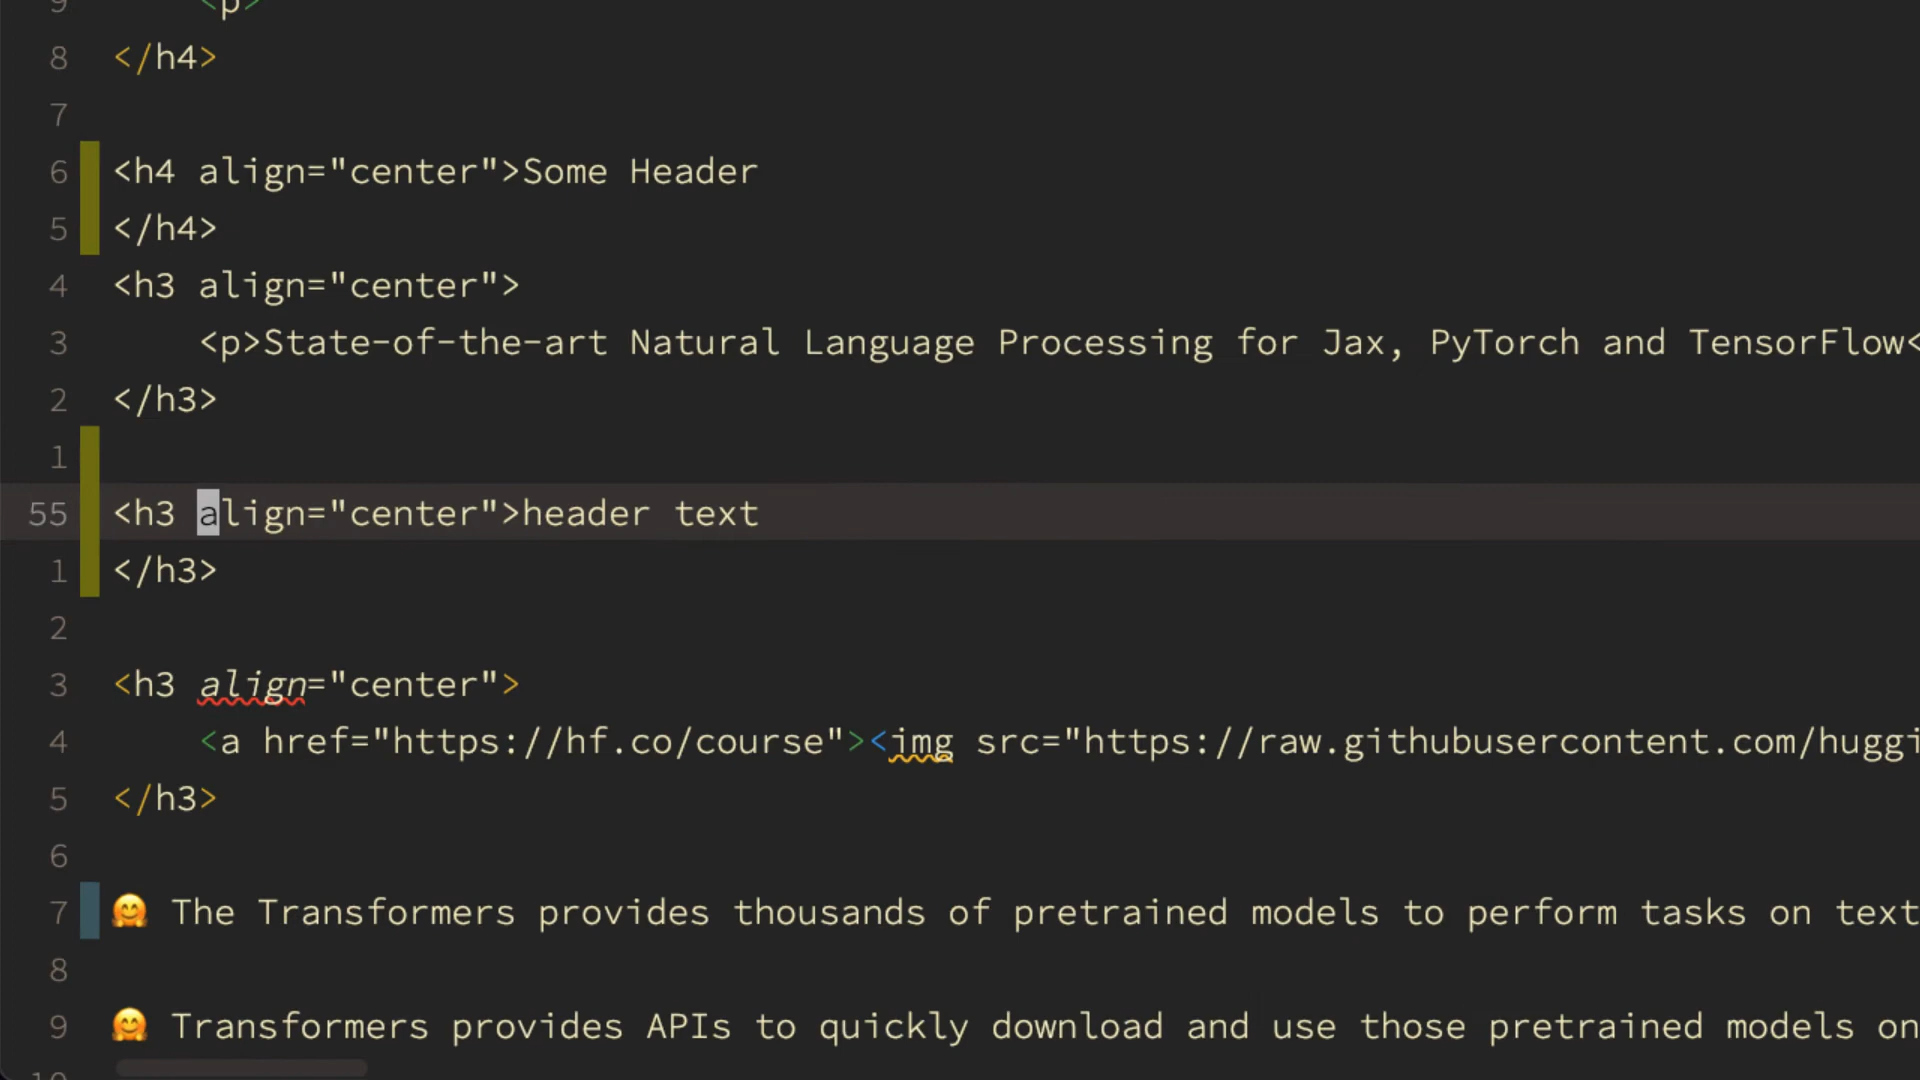 9 <p>
8 </h4>
7
6 <h4 align="center">Some Header
5 </h4>
4 <h3 align="center">
3 <p>State-of-the-art Natural Language Processing for Jax, PyTorch and TensorFlow<
2 </h3>
1
55 <h3 align="center">header text
1 </h3>
2
3 <h3 align="center">
4 <a href="https://hf.co/course"><img src="https://raw.githubusercontent.com/huggi
5 </h3>
6
7 🤗 The Transformers provides thousands of pretrained models to perform tasks on text
8
9 🤗 Transformers provides APIs to quickly download and use those pretrained models on
10